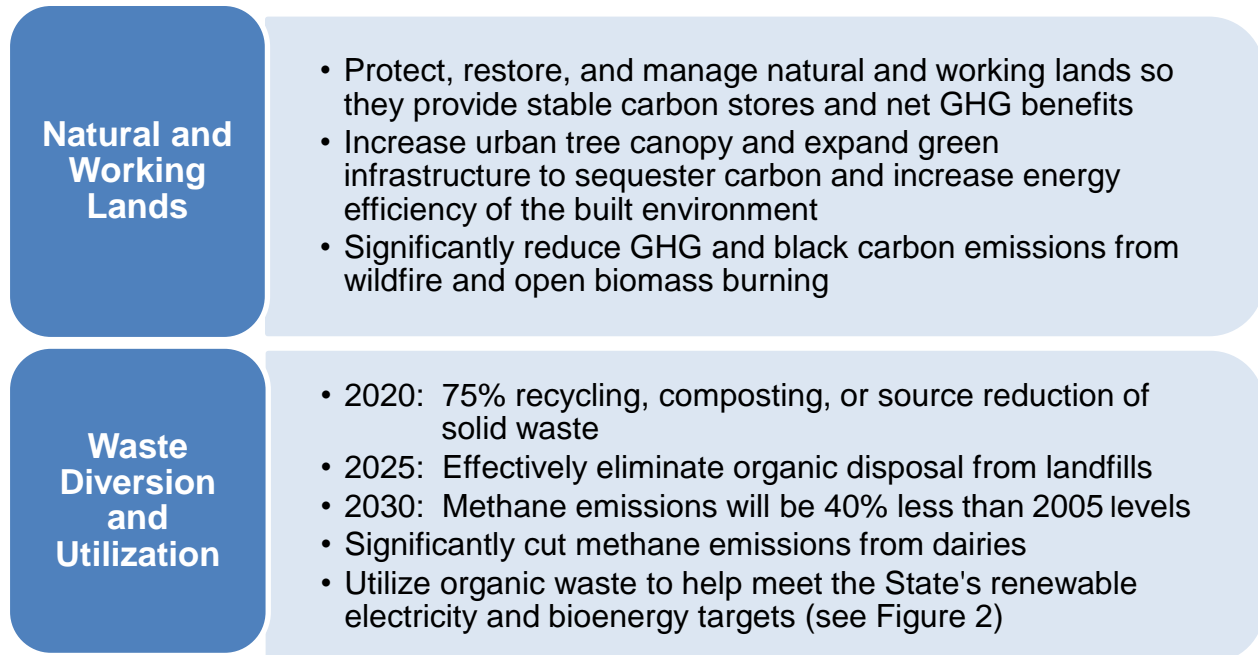 Natural and
Working
Lands
• Protect, restore, and manage natural and working lands so
they provide stable carbon stores and net GHG benefits
• Increase urban tree canopy and expand green
infrastructure to sequester carbon and increase energy
efficiency of the built environment
• Significantly reduce GHG and black carbon emissions from
wildfire and open biomass burning
Waste
Diversion
and
Utilization
• 2020: 75% recycling, composting, or source reduction of
solid waste
• 2025: Effectively eliminate organic disposal from landfills
• 2030: Methane emissions will be 40% less than 2005 levels
• Significantly cut methane emissions from dairies
• Utilize organic waste to help meet the State's renewable
electricity and bioenergy targets (see Figure 2)